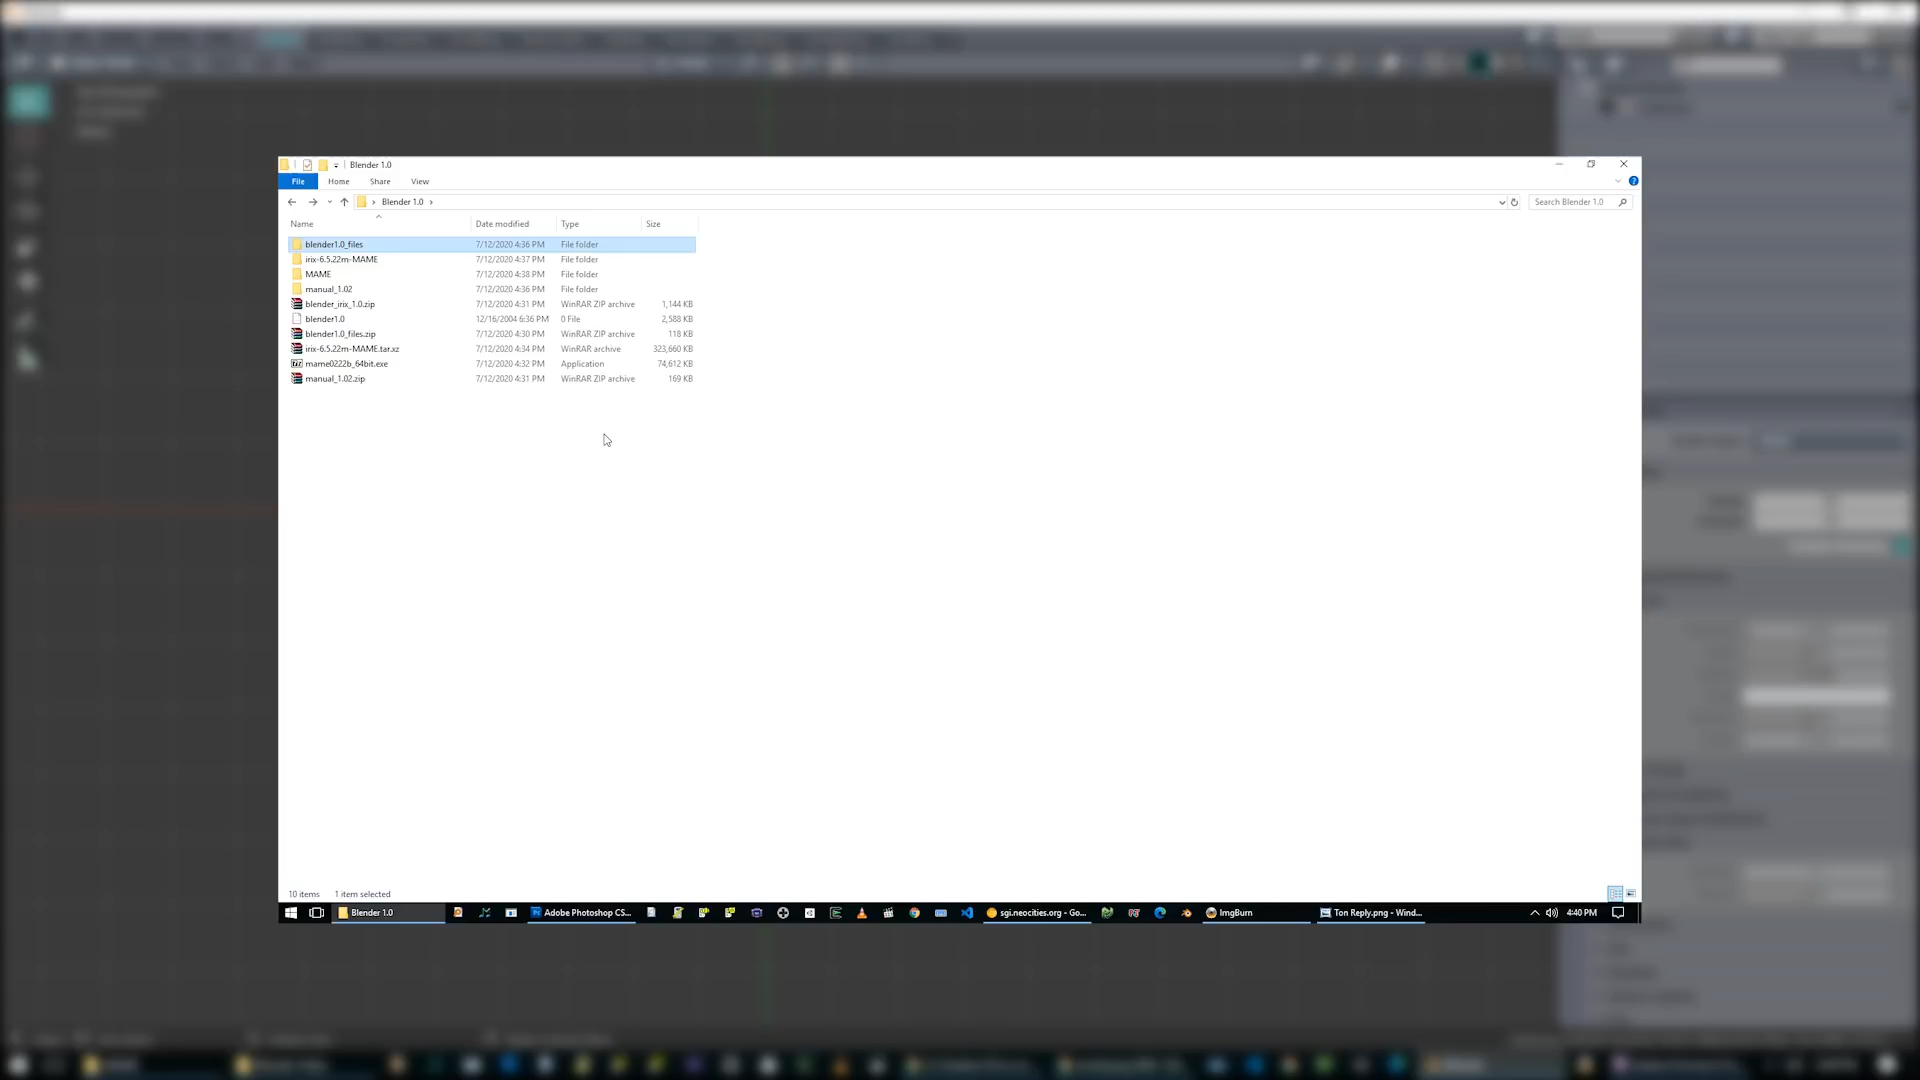 Blender 1.0
File Home Share View
Blender 1.0 Search Blender 1.0
Name Date modified Type Size
blender1.0_files 7/12/2020 4:36 PM File folder
irix-6.5.22m-MAME 7/12/2020 4:37 PM File folder
MAME 7/12/2020 4:38 PM File folder
manual_1.02 7/12/2020 4:36 PM File folder
blender_irix_1.0.zip 7/12/2020 4:31 PM WinRAR ZIP archive 1,144 KB
blender1.0 12/16/2004 6:36 PM 0 File 2,588 KB
blender1.0_files.zip 7/12/2020 4:30 PM WinRAR ZIP archive 118 KB
irix-6.5.22m-MAME.tar.xz 7/12/2020 4:34 PM WinRAR archive 323,660 KB
mame0222b_64bit.exe 7/12/2020 4:32 PM Application 74,612 KB
manual_1.02.zip 7/12/2020 4:31 PM WinRAR ZIP archive 169 KB
10 items 1 item selected
Blender 1.0 Adobe Photoshop CS... sgi.neocities.org - Go... ImgBurn Ton Reply.png - Wind... 4:40 PM